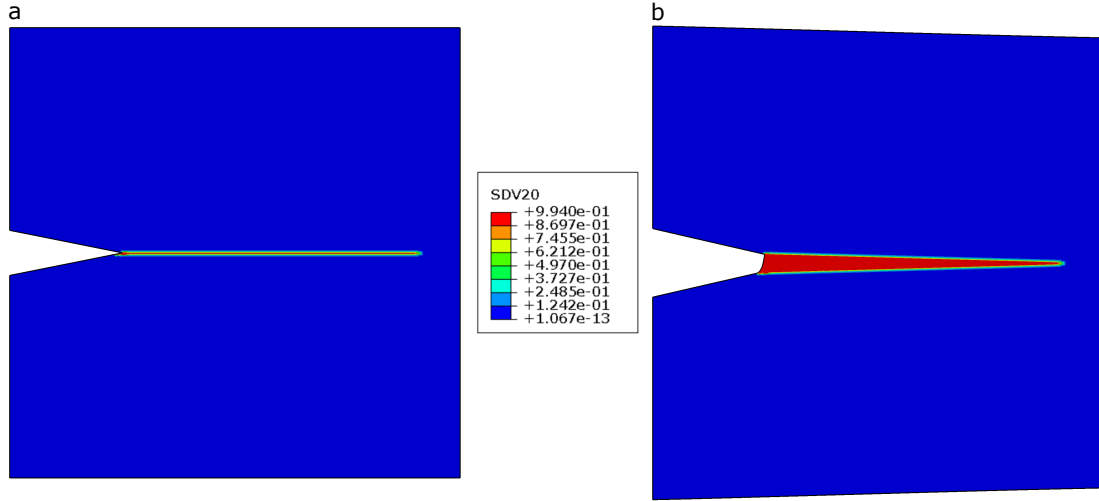 a
b
SDV20
+9.940e-01
+8.697e-01
+7.455e-01
+6.212e-01
+4.970e-01
+3.727e-01
+2.485e-01
+1.242e-01
+1.067e-13